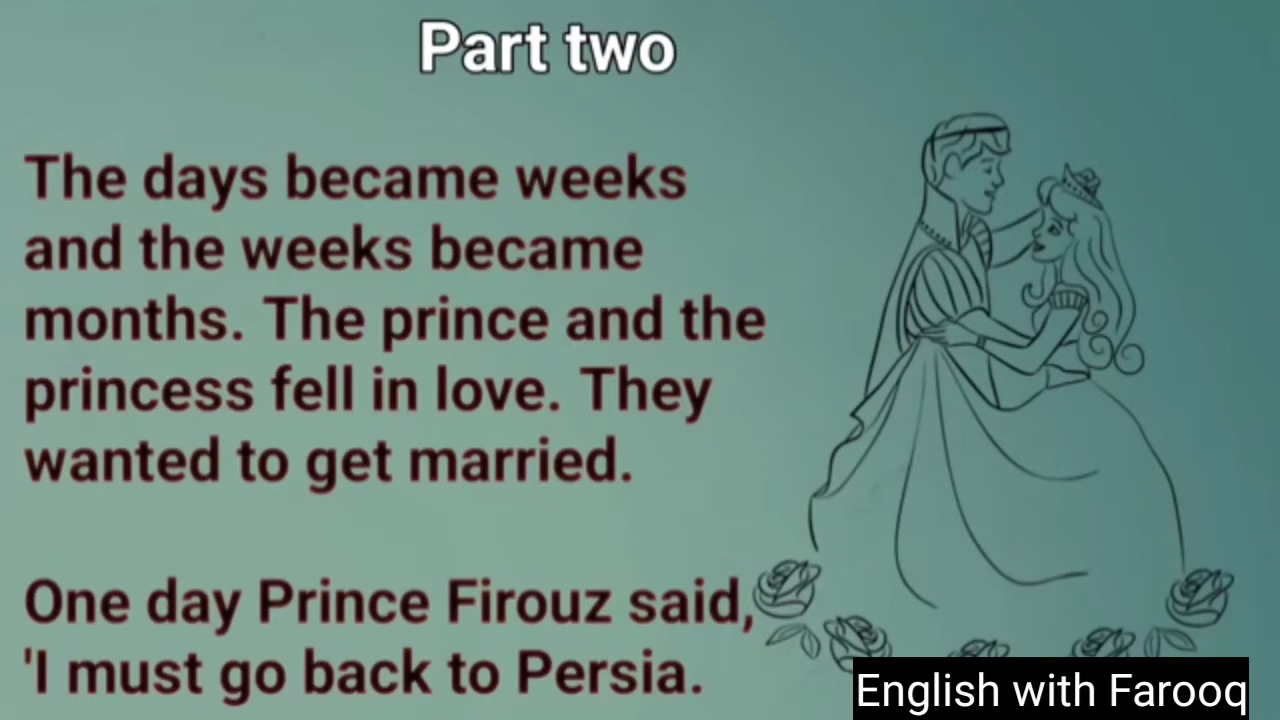 Part two
The days became weeks
and the weeks became
months. The prince and the
princess fell in love. They
wanted to get married.
One day Prince Firouz said,
'I must go back to Persia.
English with Farooq